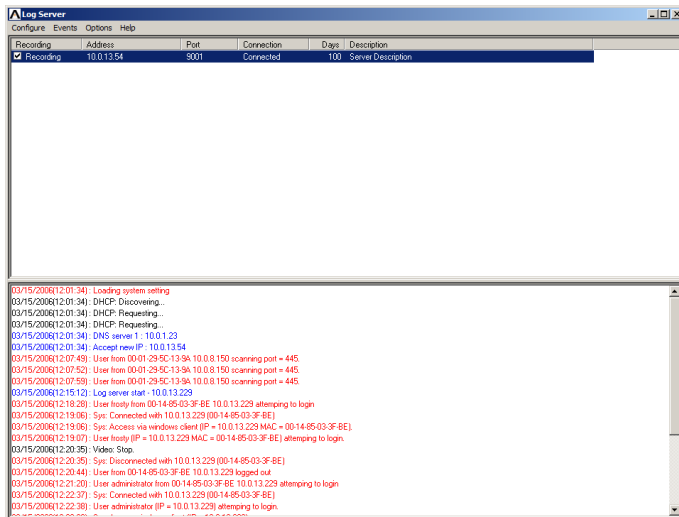 Log Server
Configure Events Options Help
Recording Address Port Connection Days Description
Recording 10.0.13.54 9001 Connected 100 Server Description
03/15/2006(12:01:34) : Loading system setting
03/15/2006(12:01:34) : DHCP: Discovering...
03/15/2006(12:01:34) : DHCP: Requesting...
03/15/2006(12:01:34) : DHCP: Requesting...
03/15/2006(12:01:34) : DNS server 1 : 10.0.1.23
03/15/2006(12:01:34) : Accept new IP : 10.0.13.54
03/15/2006(12:07:49) : User from 00-01-29-5C-13-9A 10.0.8.150 scanning port = 445.
03/15/2006(12:07:52) : User from 00-01-29-5C-13-9A 10.0.8.150 scanning port = 445.
03/15/2006(12:07:59) : User from 00-01-29-5C-13-9A 10.0.8.150 scanning port = 445.
03/15/2006(12:15:12) : Log server start - 10.0.13.229
03/15/2006(12:18:28) : User frosty from 00-14-85-03-3F-BE 10.0.13.229 attemping to login
03/15/2006(12:19:06) : Sys: Connected with 10.0.13.229 (00-14-85-03-3F-BE)
03/15/2006(12:19:06) : Sys: Access via windows client (IP = 10.0.13.229 MAC = 00-14-85-03-3F-BE).
03/15/2006(12:19:07) : User frosty (IP = 10.0.13.229 MAC = 00-14-85-03-3F-BE) attemping to login.
03/15/2006(12:20:35) : Video: Stop.
03/15/2006(12:20:35) : Sys: Disconnected with 10.0.13.229 (00-14-85-03-3F-BE)
03/15/2006(12:20:44) : User from 00-14-85-03-3F-BE 10.0.13.229 logged out
03/15/2006(12:21:20) : User administrator from 00-14-85-03-3F-BE 10.0.13.229 attemping to login
03/15/2006(12:22:37) : Sys: Connected with 10.0.13.229 (00-14-85-03-3F-BE)
03/15/2006(12:22:38) : User administrator (IP = 10.0.13.229) attemping to login.